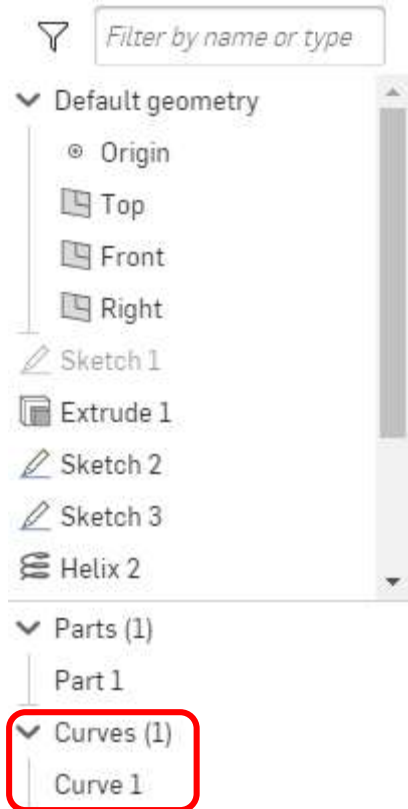 Filter by name or type
Default geometry
Origin
Top
Front
Right
Sketch 1
Extrude 1
Sketch 2
Sketch 3
Helix 2
Parts (1)
Part 1
Curves (1)
Curve 1